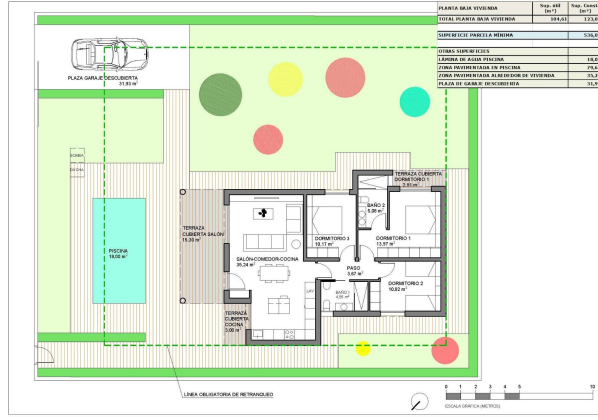 PLANTA BAJA VIVIENDA Sup. útil (m²) Sup. Const (m²)
TOTAL PLANTA BAJA VIVIENDA 104,61 123,0
SUPERFICIE PARCELA MÍNIMA 536,0
OTRAS SUPERFICIES
LÁMINA DE AGUA PISCINA 18,0
ZONA PAVIMENTADA EN PISCINA 79,6
ZONA PAVIMENTADA ALREDEDOR DE VIVIENDA 35,2
PLAZA DE GARAJE DESCUBIERTA 31,9
PLAZA GARAJE DESCUBIERTA
31,93 m²
BOMBA
DUCHA
PISCINA
18,00 m²
TERRAZA
CUBIERTA SALÓN
15,30 m²
SALÓN-COMEDOR-COCINA
35,24 m²
TERRAZA
CUBIERTA
COCINA
3,00 m²
DORMITORIO 3
10,17 m²
BAÑO 2
5,08 m²
TERRAZA CUBIERTA
DORMITORIO 1
2,51 m²
DORMITORIO 1
13,97 m²
PASO
3,67 m²
DORMITORIO 2
10,82 m²
BAÑO 1
LAV
LÍNEA OBLIGATORIA DE RETRANQUEO
0 1 2 3 4 5 10
ESCALA GRÁFICA (METROS)